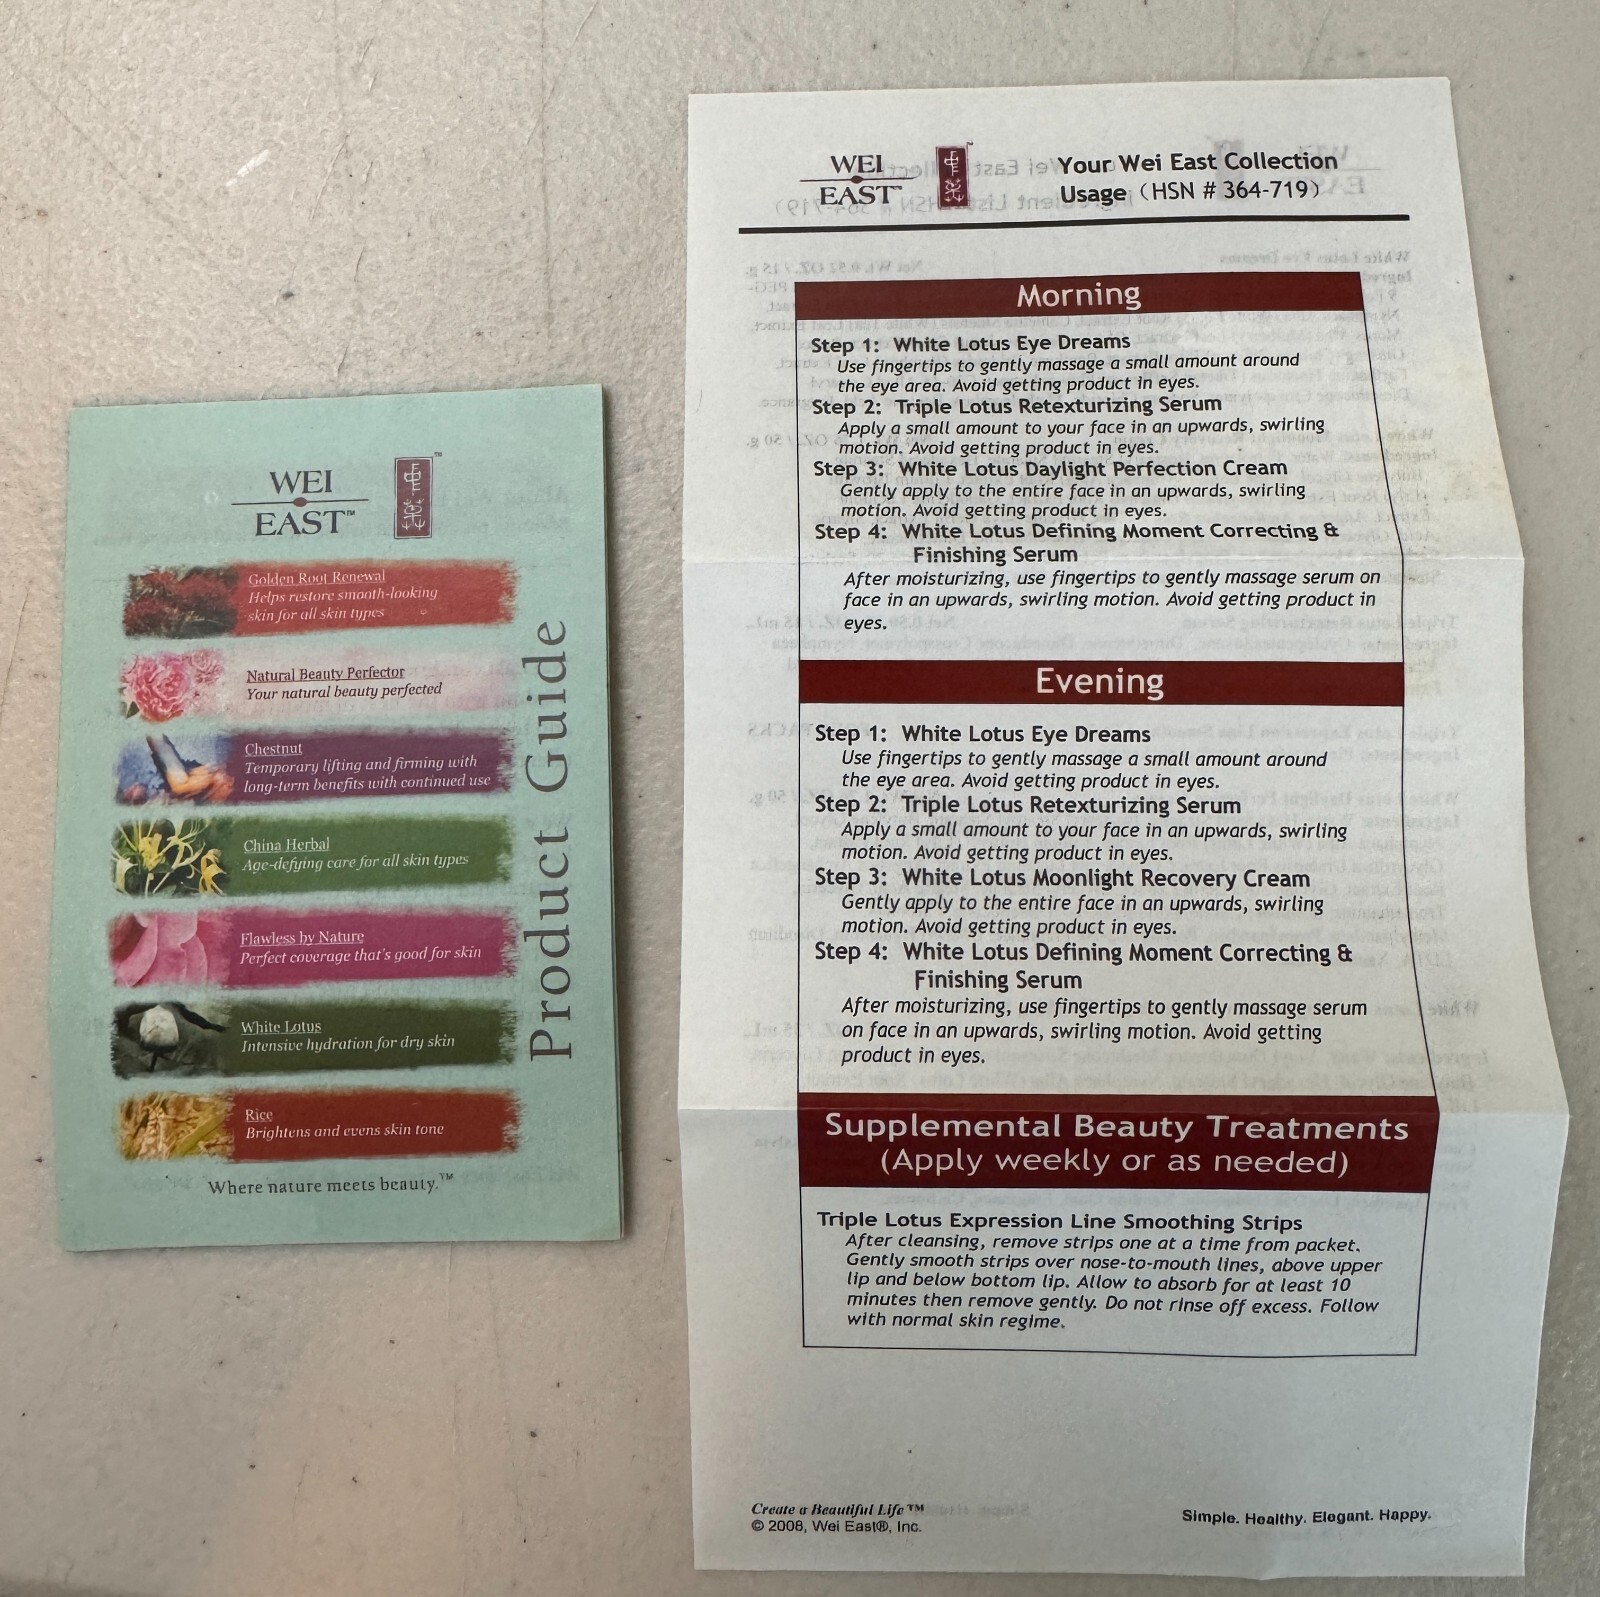 WEI
EAST™
Golden Root Renewal
Helps restore smooth-looking
skin for all skin types
Natural Beauty Perfector
Your natural beauty perfected
Chestnut
Temporary lifting and firming with
long-term benefits with continued use
China Herbal
Age-defying care for all skin types
Flawless by Nature
Perfect coverage that's good for skin
White Lotus
Intensive hydration for dry skin
Rice
Brightens and evens skin tone
Where nature meets beauty.™
Product Guide
WEI
EAST™
Your Wei East Collection
Usage (HSN # 364-719)
Morning
Step 1: White Lotus Eye Dreams
Use fingertips to gently massage a small amount around
the eye area. Avoid getting product in eyes.
Step 2: Triple Lotus Retexturizing Serum
Apply a small amount to your face in an upwards, swirling
motion. Avoid getting product in eyes.
Step 3: White Lotus Daylight Perfection Cream
Gently apply to the entire face in an upwards, swirling
motion. Avoid getting product in eyes.
Step 4: White Lotus Defining Moment Correcting &
Finishing Serum
After moisturizing, use fingertips to gently massage serum on
face in an upwards, swirling motion. Avoid getting product in
eyes.
Evening
Step 1: White Lotus Eye Dreams
Use fingertips to gently massage a small amount around
the eye area. Avoid getting product in eyes.
Step 2: Triple Lotus Retexturizing Serum
Apply a small amount to your face in an upwards, swirling
motion. Avoid getting product in eyes.
Step 3: White Lotus Moonlight Recovery Cream
Gently apply to the entire face in an upwards, swirling
motion. Avoid getting product in eyes.
Step 4: White Lotus Defining Moment Correcting &
Finishing Serum
After moisturizing, use fingertips to gently massage serum
on face in an upwards, swirling motion. Avoid getting
product in eyes.
Supplemental Beauty Treatments
(Apply weekly or as needed)
Triple Lotus Expression Line Smoothing Strips
After cleansing, remove strips one at a time from packet.
Gently smooth strips over nose-to-mouth lines, above upper
lip and below bottom lip. Allow to absorb for at least 10
minutes then remove gently. Do not rinse off excess. Follow
with normal skin regime.
Create a Beautiful Life™
© 2008, Wei East®, Inc.
Simple. Healthy. Elegant. Happy.